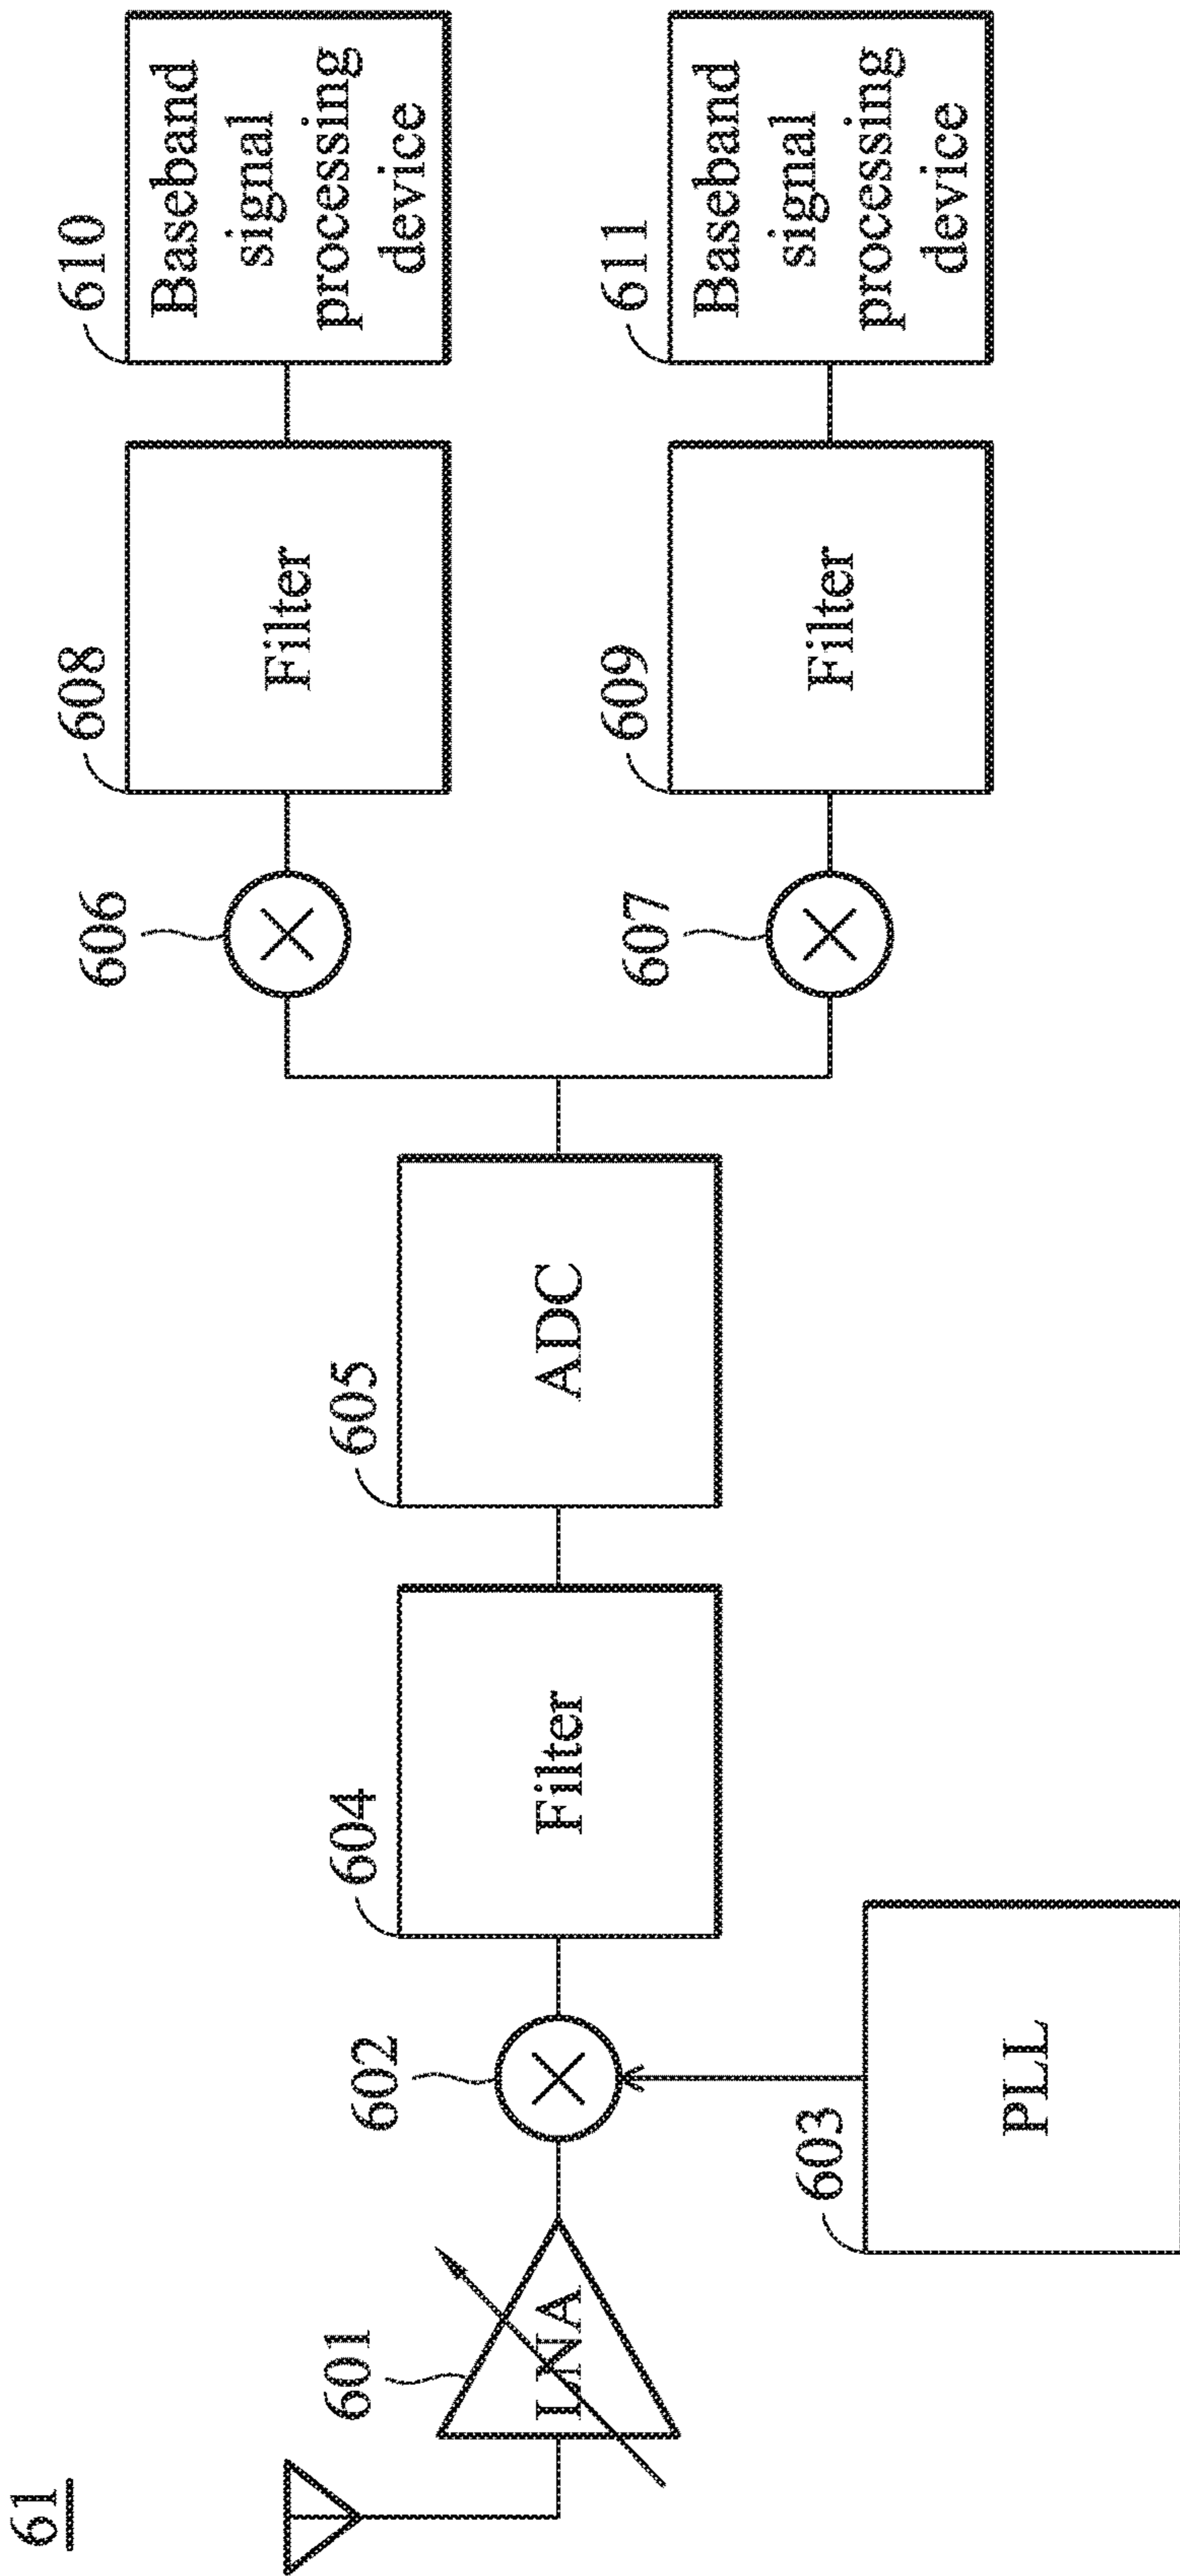 61
601
LNA
602
603
PLL
604
Filter
605
ADC
606
608
Filter
610
Baseband
signal
processing
device
607
609
Filter
611
Baseband
signal
processing
device